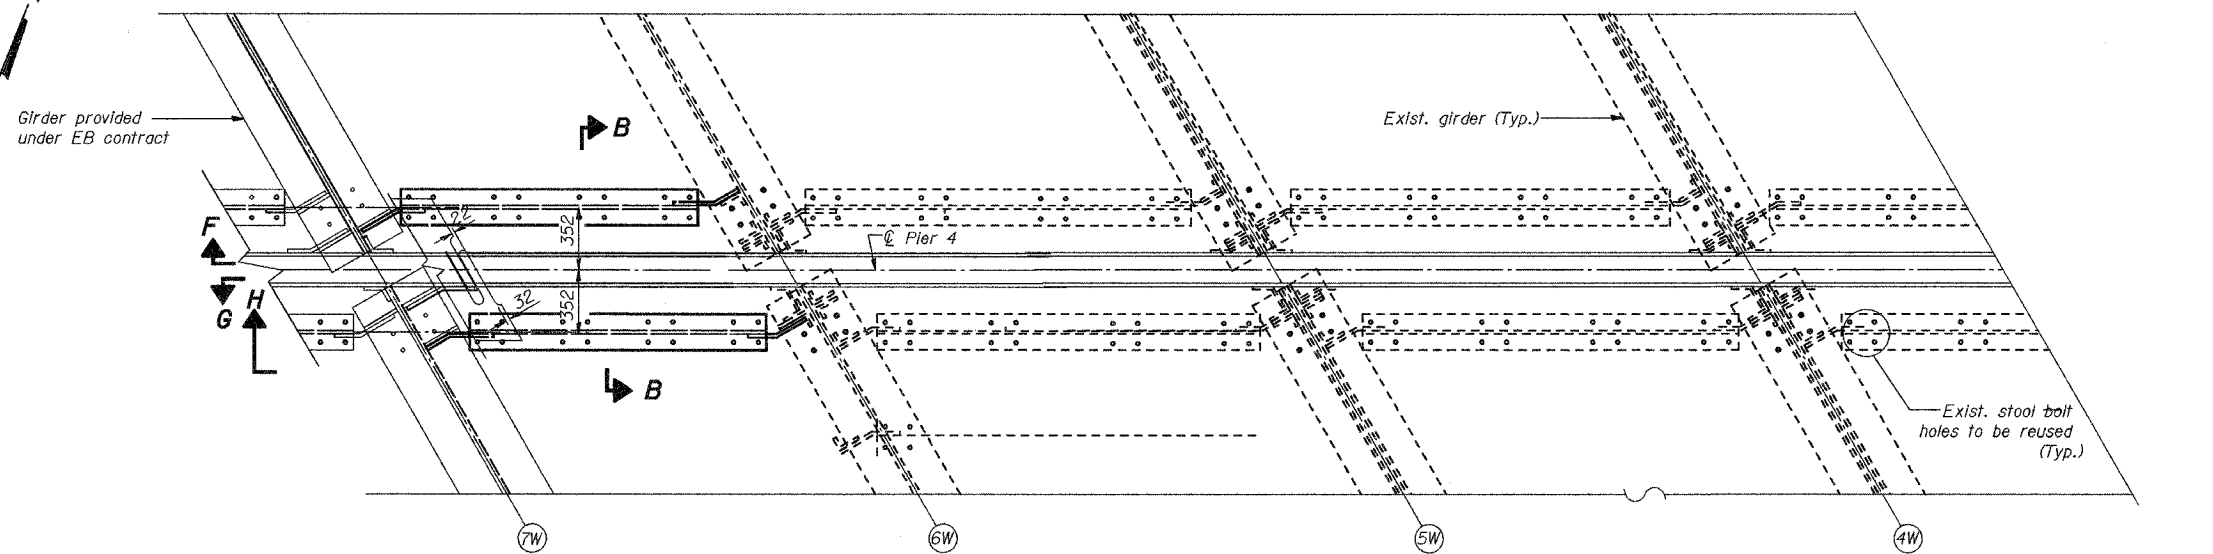 Girder provided
under EB contract
B
Exist. girder (Typ.)
F
22
352
℄ Pier 4
G
H
32
352
B
Exist. stool bolt
holes to be reused
(Typ.)
7W
6W
5W
4W